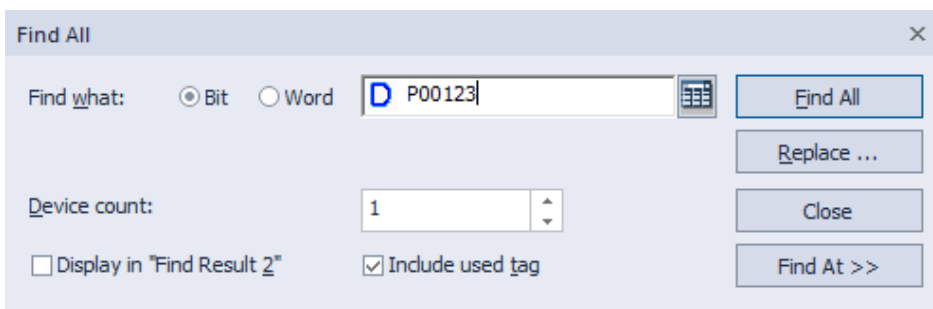 Find All
Find what: Bit Word D P00123 Find All
Replace ...
Device count: 1 Close
Display in "Find Result 2" Include used tag Find At >>